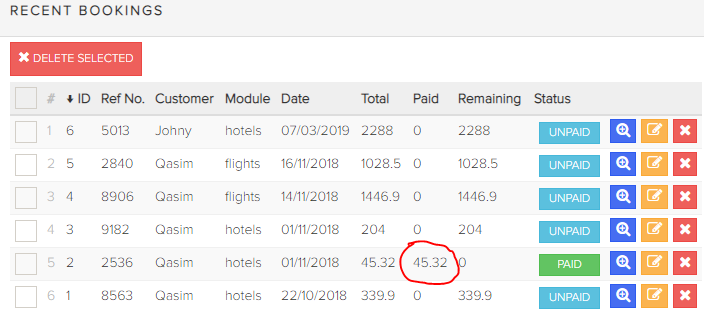 RECENT BOOKINGS
✖ DELETE SELECTED
# ↓ ID Ref No. Customer Module Date Total Paid Remaining Status
1 6 5013 Johny hotels 07/03/2019 2288 0 2288 UNPAID
2 5 2840 Qasim flights 16/11/2018 1028.5 0 1028.5 UNPAID
3 4 8906 Qasim flights 14/11/2018 1446.9 0 1446.9 UNPAID
4 3 9182 Qasim hotels 01/11/2018 204 0 204 UNPAID
5 2 2536 Qasim hotels 01/11/2018 45.32 45.32 0 PAID
6 1 8563 Qasim hotels 22/10/2018 339.9 0 339.9 UNPAID